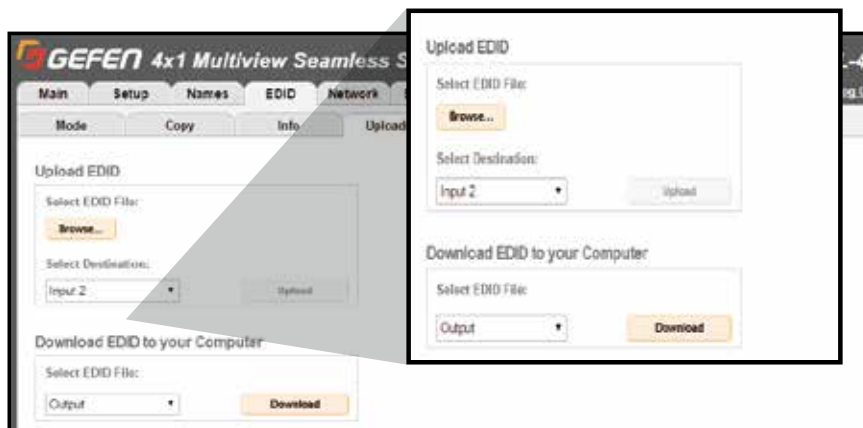 GEFEN 4x1 Multiview Seamless S
Main Setup Names EDID Network
Mode Copy Info Upload
Upload EDID
Select EDID File:
Browse...
Select Destination:
Input 2 Upload
Download EDID to your Computer
Select EDID File:
Output Download
Upload EDID
Select EDID File:
Browse...
Select Destination:
Input 2 Upload
Download EDID to your Computer
Select EDID File:
Output Download